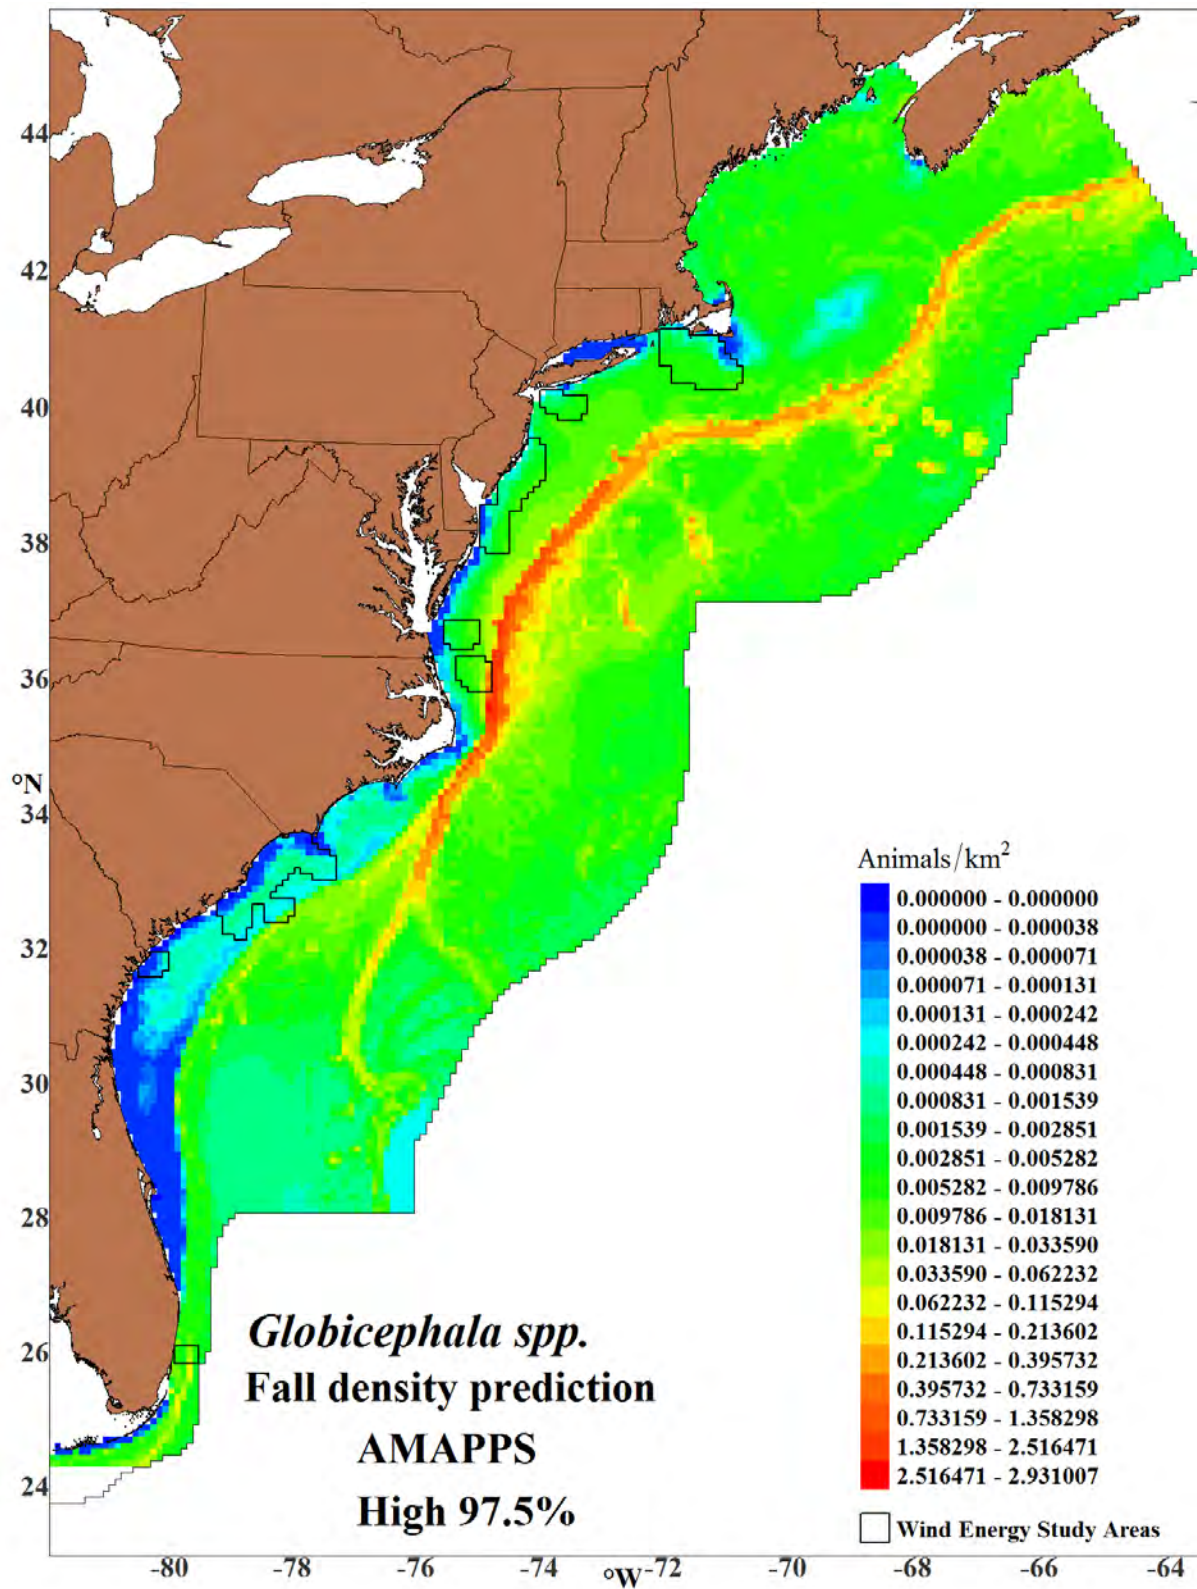 44
42
40
38
36
°N
34
32
30
28
26
24
Animals/km²
0.000000 - 0.000000
0.000000 - 0.000038
0.000038 - 0.000071
0.000071 - 0.000131
0.000131 - 0.000242
0.000242 - 0.000448
0.000448 - 0.000831
0.000831 - 0.001539
0.001539 - 0.002851
0.002851 - 0.005282
0.005282 - 0.009786
0.009786 - 0.018131
0.018131 - 0.033590
0.033590 - 0.062232
0.062232 - 0.115294
0.115294 - 0.213602
0.213602 - 0.395732
0.395732 - 0.733159
0.733159 - 1.358298
1.358298 - 2.516471
2.516471 - 2.931007
Wind Energy Study Areas
Globicephala spp.
Fall density prediction
AMAPPS
High 97.5%
-80 -78 -76 -74 -72 -70 -68 -66 -64
°W